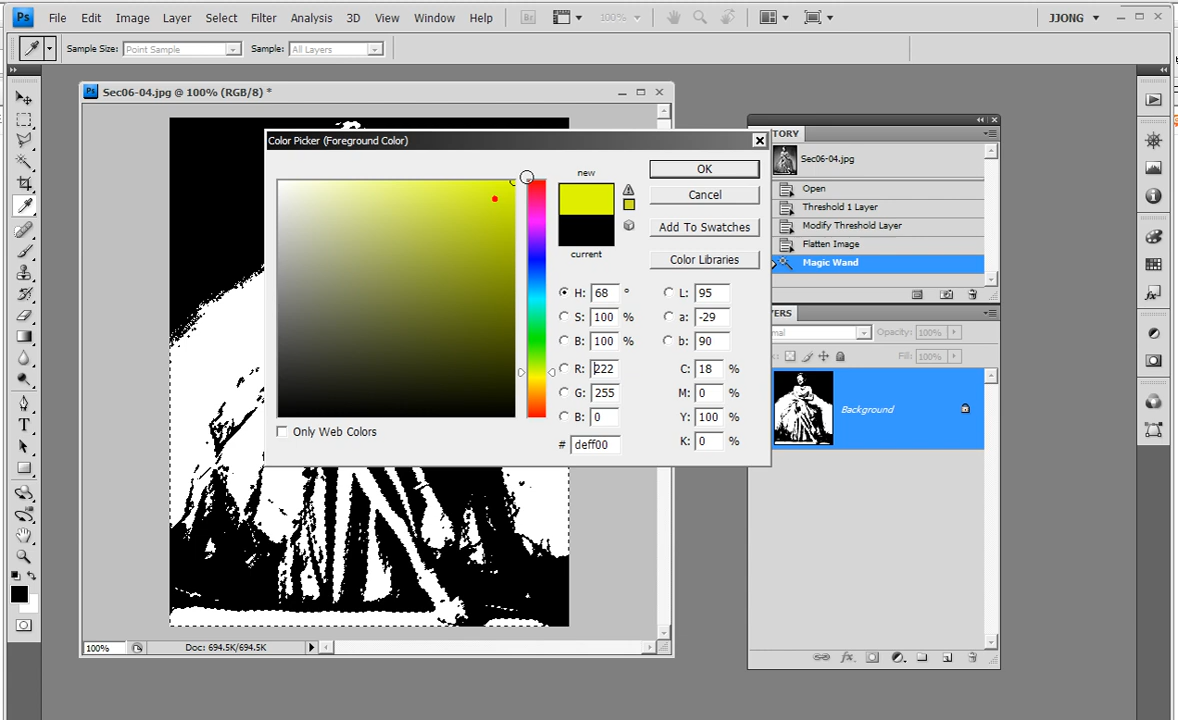 Ps File Edit Image Layer Select Filter Analysis 3D View Window Help Br 100% JJONG
Sample Size: Point Sample Sample: All Layers
Ps Sec06-04.jpg @ 100% (RGB/8) *
Color Picker (Foreground Color)
new
current
OK
Cancel
Add To Swatches
Color Libraries
H: 68 ° L: 95
S: 100 % a: -29
B: 100 % b: 90
R: 222 C: 18 %
G: 255 M: 0 %
B: 0 Y: 100 %
# deff00 K: 0 %
Only Web Colors
TORY
Sec06-04.jpg
Open
Threshold 1 Layer
Modify Threshold Layer
Flatten Image
Magic Wand
YERS
mal Opacity: 100%
k: Fill: 100%
Background
T
100% Doc: 694.5K/694.5K